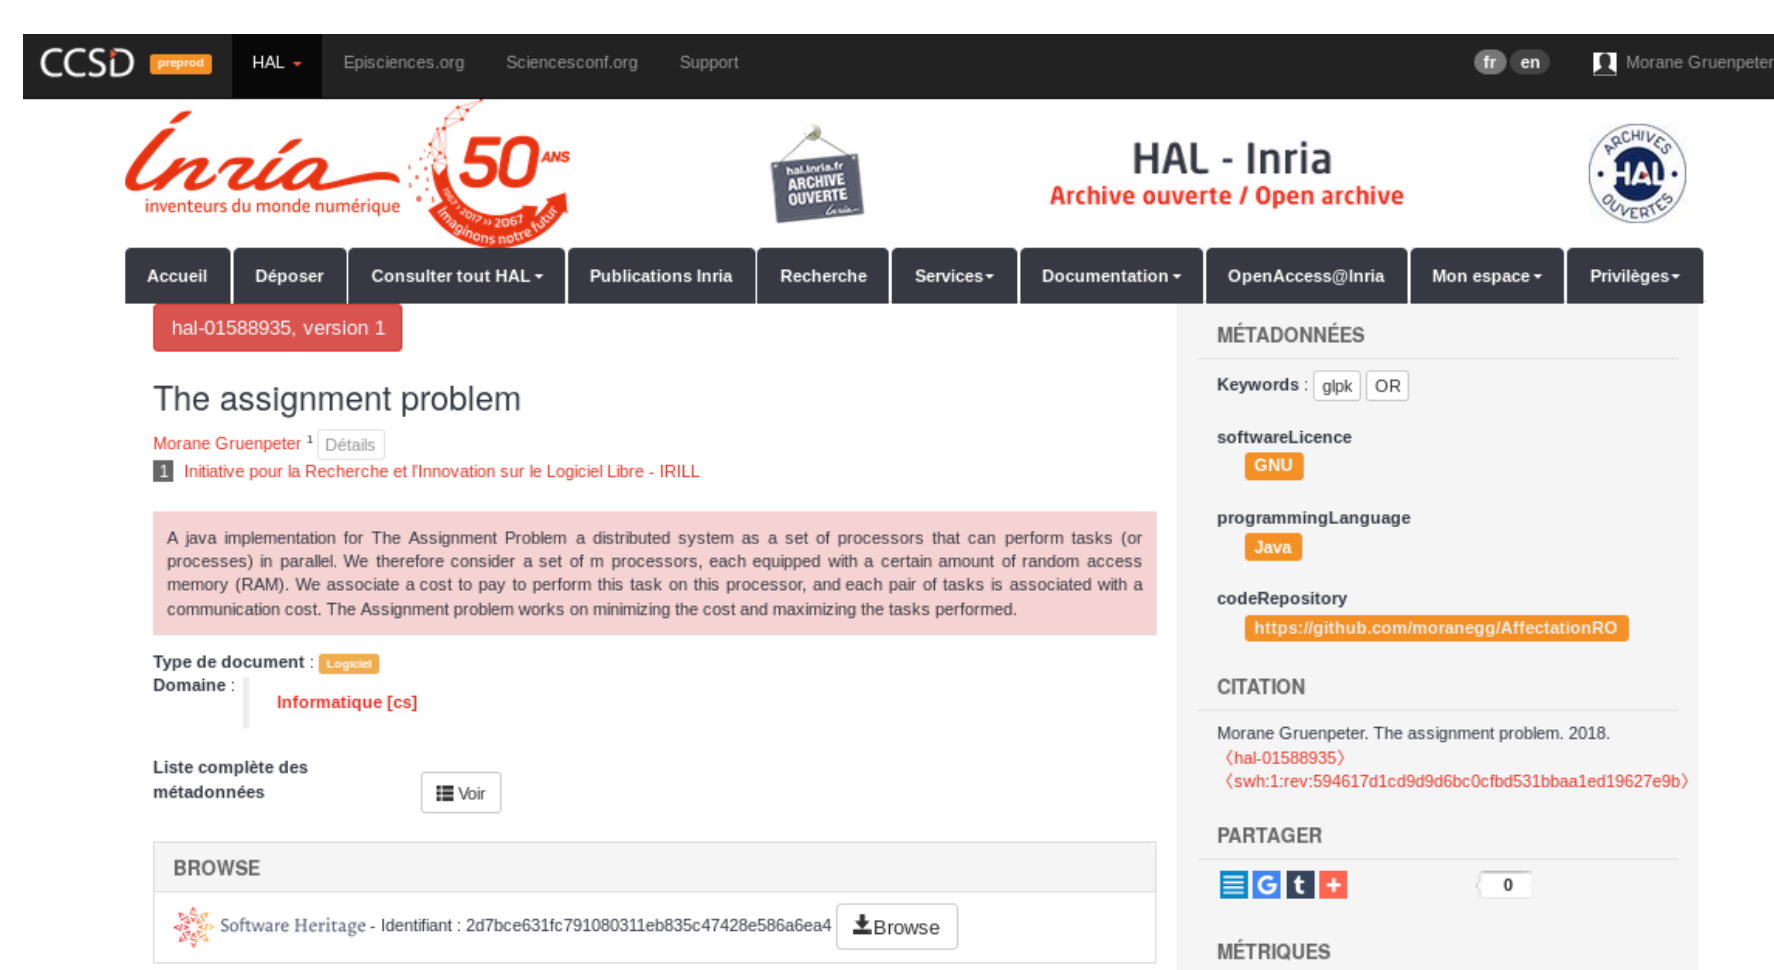 CCSD preprod HAL Episciences.org Sciencesconf.org Support fr en Morane Gruenpeter
Inria
inventeurs du monde numérique
50 ANS
1967 › 2017 ›› 2067
Imaginons notre futur
hal.inria.fr
ARCHIVE
OUVERTE
Inria
HAL - Inria
Archive ouverte / Open archive
ARCHIVES
HAL
OUVERTES
Accueil Déposer Consulter tout HAL Publications Inria Recherche Services Documentation OpenAccess@Inria Mon espace Privilèges
hal-01588935, version 1
The assignment problem
Morane Gruenpeter 1 Détails
1 Initiative pour la Recherche et l'Innovation sur le Logiciel Libre - IRILL
A java implementation for The Assignment Problem a distributed system as a set of processors that can perform tasks (or
processes) in parallel. We therefore consider a set of m processors, each equipped with a certain amount of random access
memory (RAM). We associate a cost to pay to perform this task on this processor, and each pair of tasks is associated with a
communication cost. The Assignment problem works on minimizing the cost and maximizing the tasks performed.
Type de document : Logiciel
Domaine :
Informatique [cs]
Liste complète des
métadonnées
Voir
BROWSE
Software Heritage - Identifiant : 2d7bce631fc791080311eb835c47428e586a6ea4 Browse
MÉTADONNÉES
Keywords : glpk OR
softwareLicence
GNU
programmingLanguage
Java
codeRepository
https://github.com/moranegg/AffectationRO
CITATION
Morane Gruenpeter. The assignment problem. 2018.
〈hal-01588935〉
〈swh:1:rev:594617d1cd9d9d6bc0cfbd531bbaa1ed19627e9b〉
PARTAGER
G t + 0
MÉTRIQUES